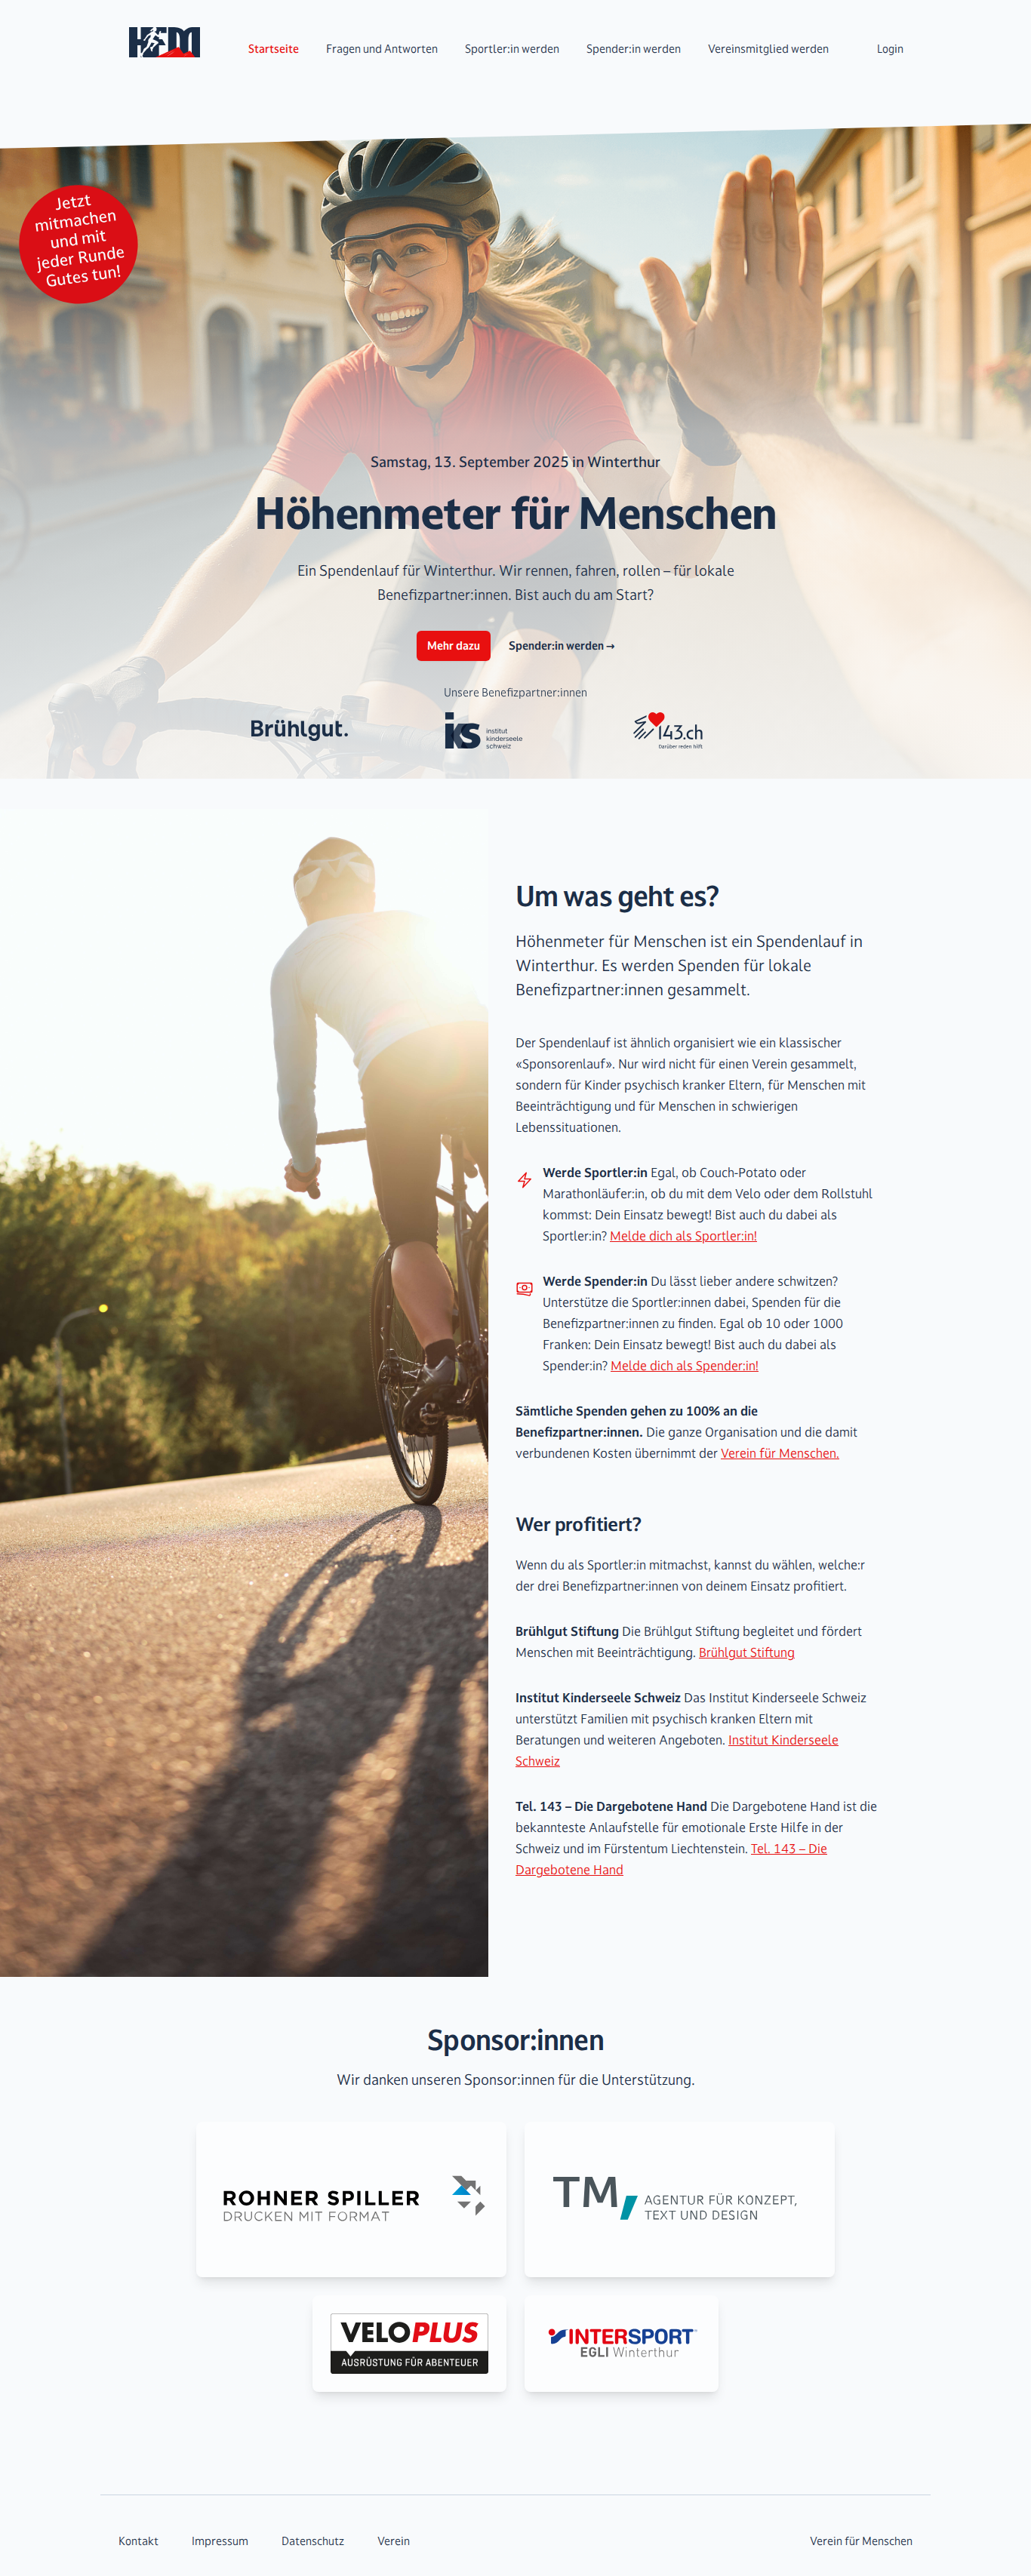 HFM
Startseite
Fragen und Antworten
Sportler:in werden
Spender:in werden
Vereinsmitglied werden
Login
Jetzt
mitmachen
und mit
jeder Runde
Gutes tun!
Samstag, 13. September 2025 in Winterthur
Höhenmeter für Menschen
Ein Spendenlauf für Winterthur. Wir rennen, fahren, rollen – für lokale
Benefizpartner:innen. Bist auch du am Start?
Mehr dazu
Spender:in werden →
Unsere Benefizpartner:innen
Brühlgut.
iks
institut
kinderseele
schweiz
143.ch
Darüber reden hilft
Um was geht es?
Höhenmeter für Menschen ist ein Spendenlauf in
Winterthur. Es werden Spenden für lokale
Benefizpartner:innen gesammelt.
Der Spendenlauf ist ähnlich organisiert wie ein klassischer
«Sponsorenlauf». Nur wird nicht für einen Verein gesammelt,
sondern für Kinder psychisch kranker Eltern, für Menschen mit
Beeinträchtigung und für Menschen in schwierigen
Lebenssituationen.
Werde Sportler:in Egal, ob Couch-Potato oder
Marathonläufer:in, ob du mit dem Velo oder dem Rollstuhl
kommst: Dein Einsatz bewegt! Bist auch du dabei als
Sportler:in? Melde dich als Sportler:in!
Werde Spender:in Du lässt lieber andere schwitzen?
Unterstütze die Sportler:innen dabei, Spenden für die
Benefizpartner:innen zu finden. Egal ob 10 oder 1000
Franken: Dein Einsatz bewegt! Bist auch du dabei als
Spender:in? Melde dich als Spender:in!
Sämtliche Spenden gehen zu 100% an die
Benefizpartner:innen. Die ganze Organisation und die damit
verbundenen Kosten übernimmt der Verein für Menschen.
Wer profitiert?
Wenn du als Sportler:in mitmachst, kannst du wählen, welche:r
der drei Benefizpartner:innen von deinem Einsatz profitiert.
Brühlgut Stiftung Die Brühlgut Stiftung begleitet und fördert
Menschen mit Beeinträchtigung. Brühlgut Stiftung
Institut Kinderseele Schweiz Das Institut Kinderseele Schweiz
unterstützt Familien mit psychisch kranken Eltern mit
Beratungen und weiteren Angeboten. Institut Kinderseele
Schweiz
Tel. 143 – Die Dargebotene Hand Die Dargebotene Hand ist die
bekannteste Anlaufstelle für emotionale Erste Hilfe in der
Schweiz und im Fürstentum Liechtenstein. Tel. 143 – Die
Dargebotene Hand
Sponsor:innen
Wir danken unseren Sponsor:innen für die Unterstützung.
ROHNER SPILLER
DRUCKEN MIT FORMAT
TM,
AGENTUR FÜR KONZEPT,
TEXT UND DESIGN
VELOPLUS
AUSRÜSTUNG FÜR ABENTEUER
INTERSPORT
EGLI Winterthur
Kontakt
Impressum
Datenschutz
Verein
Verein für Menschen